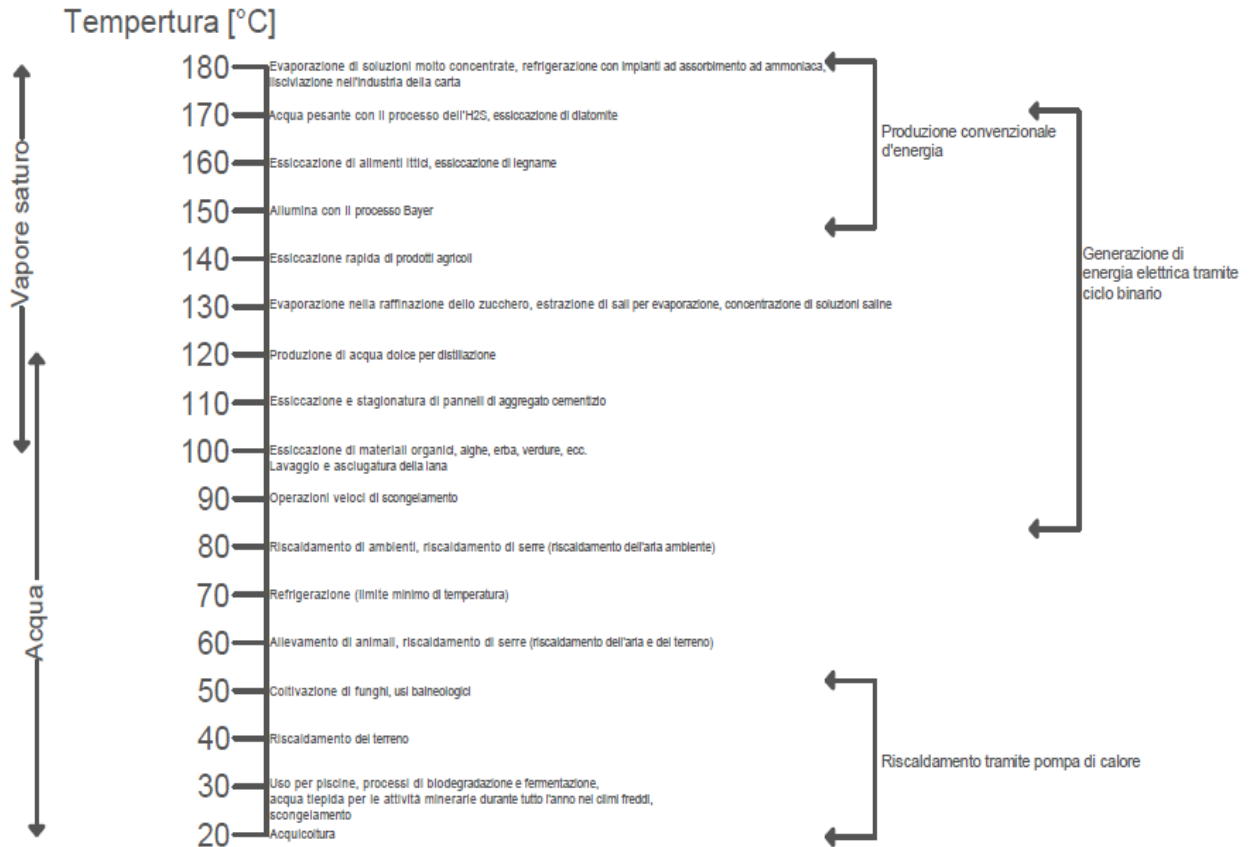 Tempertura [°C]
180
Evaporazione di soluzioni molto concentrate, refrigerazione con impianti ad assorbimento ad ammoniaca,
lisciviazione nell'industria della carta
170
Acqua pesante con il processo dell'H2S, essiccazione di diatomite
160
Essiccazione di alimenti ittici, essiccazione di legname
150
Allumina con il processo Bayer
140
Essiccazione rapida di prodotti agricoli
130
Evaporazione nella raffinazione dello zucchero, estrazione di sali per evaporazione, concentrazione di soluzioni saline
120
Produzione di acqua dolce per distillazione
110
Essiccazione e stagionatura di pannelli di aggregato cementizio
100
Essiccazione di materiali organici, alghe, erba, verdure, ecc.
Lavaggio e asciugatura della lana
90
Operazioni veloci di scongelamento
80
Riscaldamento di ambienti, riscaldamento di serre (riscaldamento dell'aria ambiente)
70
Refrigerazione (limite minimo di temperatura)
60
Allevamento di animali, riscaldamento di serre (riscaldamento dell'aria e del terreno)
50
Coltivazione di funghi, usi balneologici
40
Riscaldamento del terreno
30
Uso per piscine, processi di biodegradazione e fermentazione,
acqua tiepida per le attività minerarie durante tutto l'anno nei climi freddi,
scongelamento
20
Acquicoltura
Vapore saturo
Acqua
Produzione convenzionale
d'energia
Generazione di
energia elettrica tramite
ciclo binario
Riscaldamento tramite pompa di calore